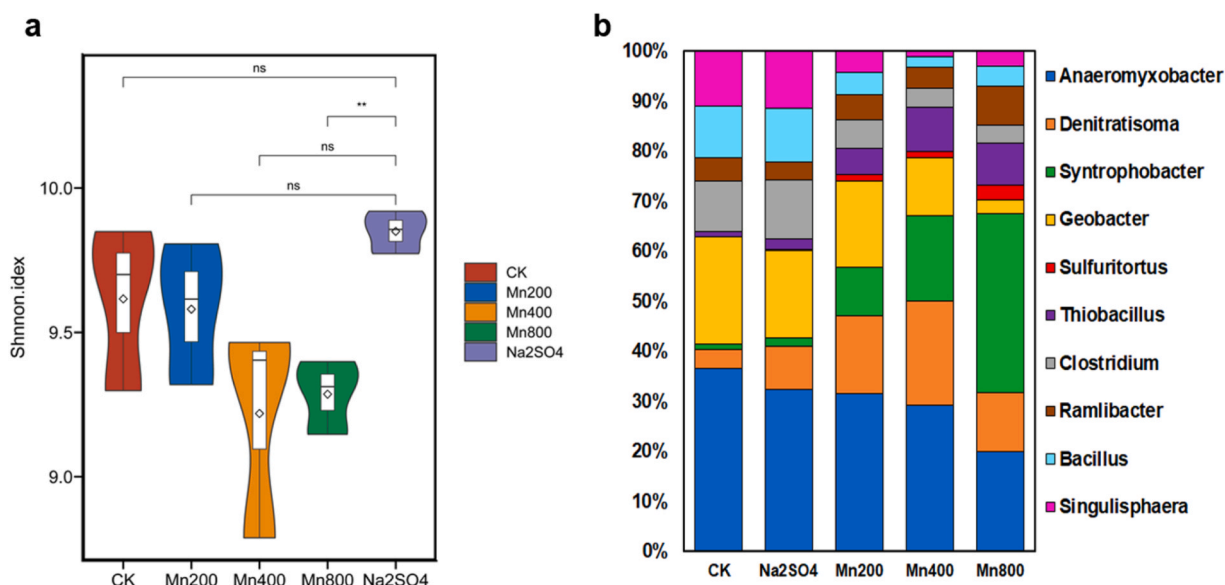 a
ns
**
ns
ns
10.0
9.5
9.0
Shnnon.idex
CK
Mn200
Mn400
Mn800
Na2SO4
CK Mn200 Mn400 Mn800 Na2SO4
b
100%
90%
80%
70%
60%
50%
40%
30%
20%
10%
0%
CK Na2SO4 Mn200 Mn400 Mn800
Anaeromyxobacter
Denitratisoma
Syntrophobacter
Geobacter
Sulfuritortus
Thiobacillus
Clostridium
Ramlibacter
Bacillus
Singulisphaera